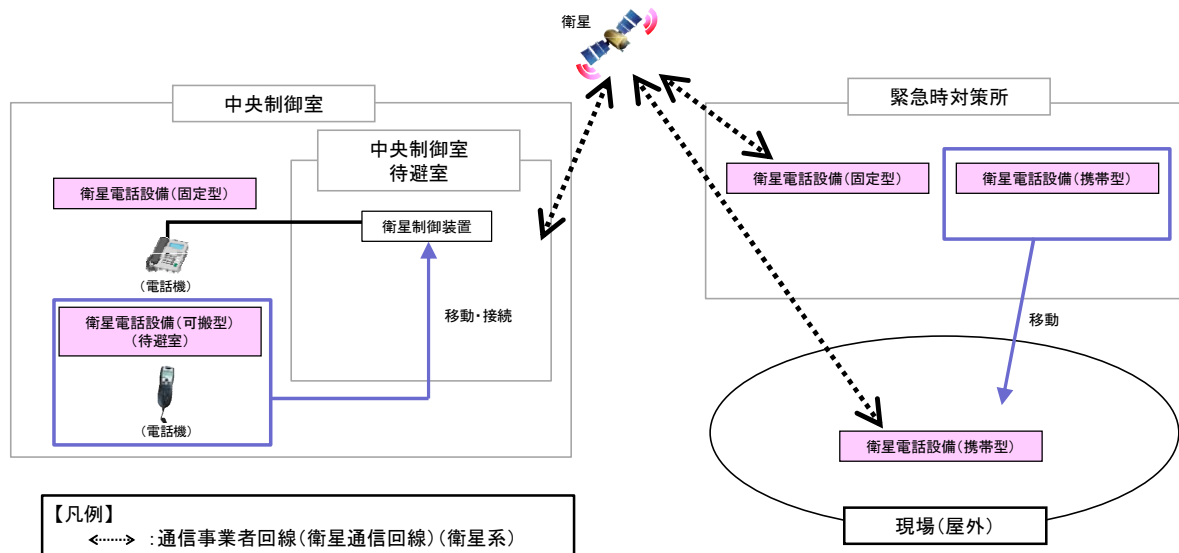 衛星
中央制御室
中央制御室
待避室
衛星電話設備(固定型)
衛星制御装置
(電話機)
衛星電話設備(可搬型)
(待避室)
移動・接続
(電話機)
緊急時対策所
衛星電話設備(固定型)
衛星電話設備(携帯型)
移動
衛星電話設備(携帯型)
現場(屋外)
【凡例】
:通信事業者回線(衛星通信回線)(衛星系)